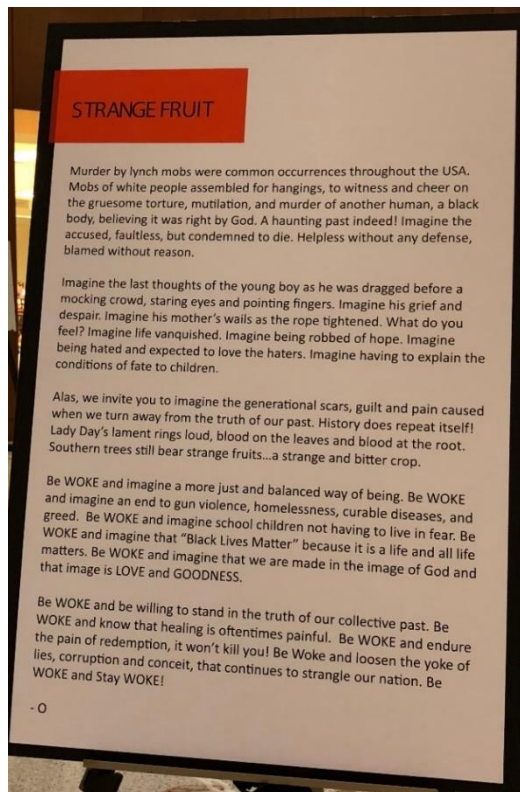 STRANGE FRUIT
Murder by lynch mobs were common occurrences throughout the USA.
Mobs of white people assembled for hangings, to witness and cheer on
the gruesome torture, mutilation, and murder of another human, a black
body, believing it was right by God. A haunting past indeed! Imagine the
accused, faultless, but condemned to die. Helpless without any defense,
blamed without reason.
Imagine the last thoughts of the young boy as he was dragged before a
mocking crowd, staring eyes and pointing fingers. Imagine his grief and
despair. Imagine his mother's wails as the rope tightened. What do you
feel? Imagine life vanquished. Imagine being robbed of hope. Imagine
being hated and expected to love the haters. Imagine having to explain the
conditions of fate to children.
Alas, we invite you to imagine the generational scars, guilt and pain caused
when we turn away from the truth of our past. History does repeat itself!
Lady Day's lament rings loud, blood on the leaves and blood at the root.
Southern trees still bear strange fruits...a strange and bitter crop.
Be WOKE and imagine a more just and balanced way of being. Be WOKE
and imagine an end to gun violence, homelessness, curable diseases, and
greed. Be WOKE and imagine school children not having to live in fear. Be
WOKE and imagine that “Black Lives Matter” because it is a life and all life
matters. Be WOKE and imagine that we are made in the image of God and
that image is LOVE and GOODNESS.
Be WOKE and be willing to stand in the truth of our collective past. Be
WOKE and know that healing is oftentimes painful. Be WOKE and endure
the pain of redemption, it won't kill you! Be Woke and loosen the yoke of
lies, corruption and conceit, that continues to strangle our nation. Be
WOKE and Stay WOKE!
- O